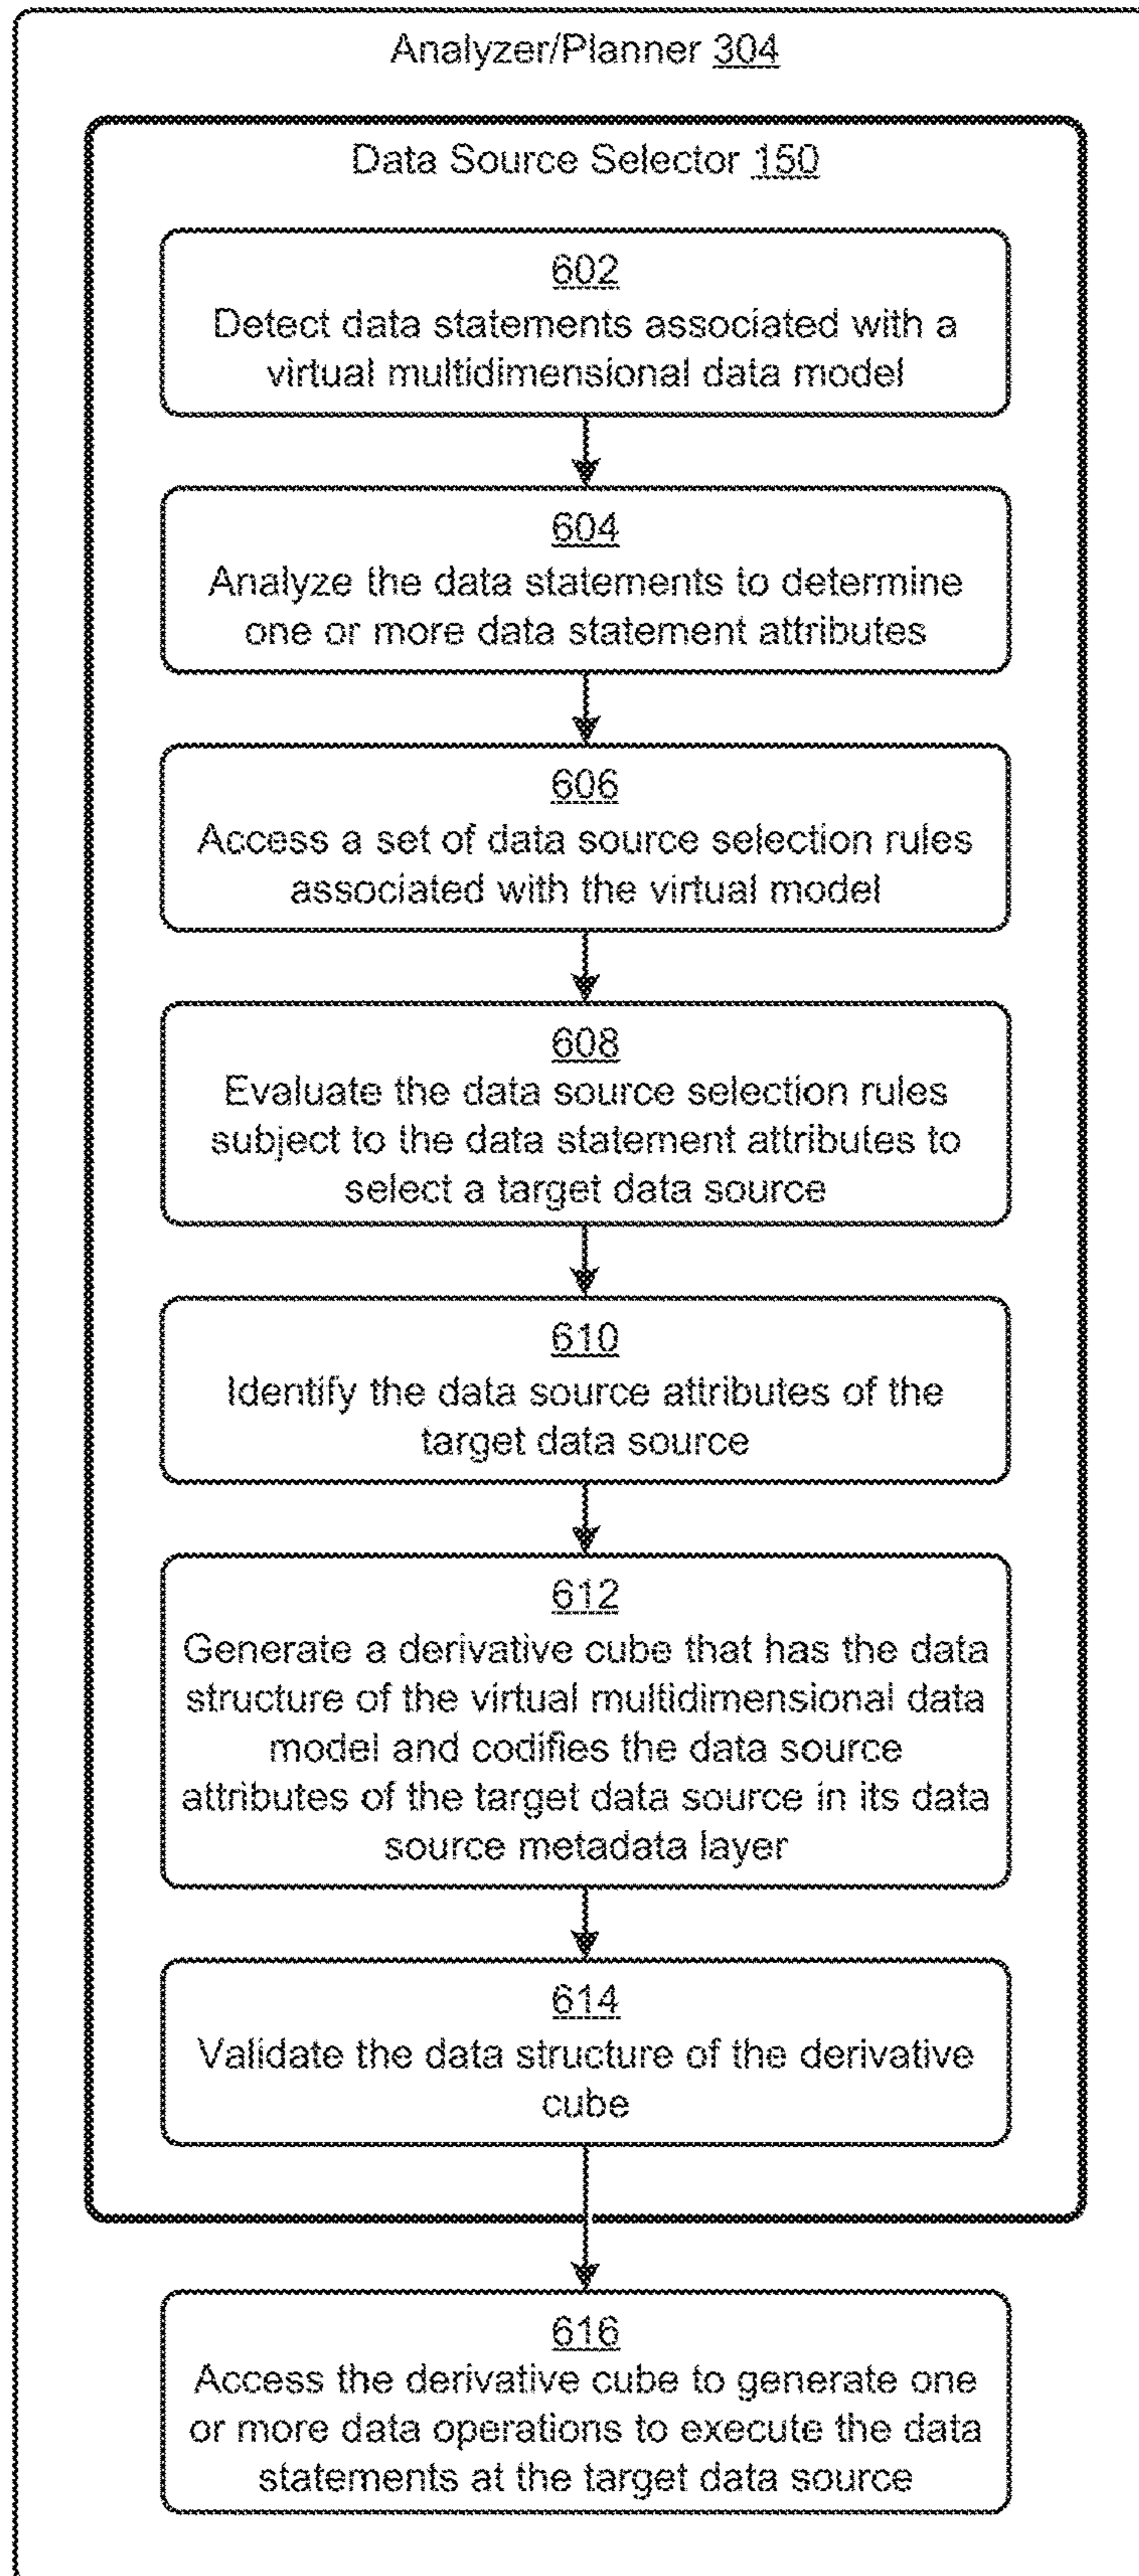 Analyzer/Planner 304
Data Source Selector 150
602
Detect data statements associated with a
virtual multidimensional data model
604
Analyze the data statements to determine
one or more data statement attributes
606
Access a set of data source selection rules
associated with the virtual model
608
Evaluate the data source selection rules
subject to the data statement attributes to
select a target data source
610
Identify the data source attributes of the
target data source
612
Generate a derivative cube that has the data
structure of the virtual multidimensional data
model and codifies the data source
attributes of the target data source in its data
source metadata layer
614
Validate the data structure of the derivative
cube
616
Access the derivative cube to generate one
or more data operations to execute the data
statements at the target data source